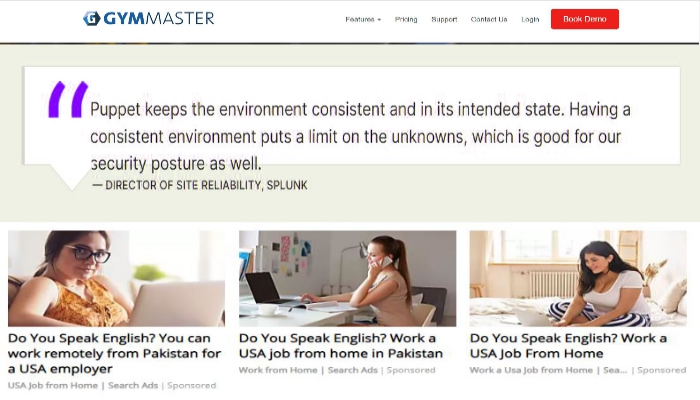 GYMMASTER
Features Pricing Support Contact Us Login Book Demo
“
Puppet keeps the environment consistent and in its intended state. Having a
consistent environment puts a limit on the unknowns, which is good for our
security posture as well.
— DIRECTOR OF SITE RELIABILITY, SPLUNK
Do You Speak English? You can
work remotely from Pakistan for
a USA employer
USA Job from Home | Search Ads | Sponsored
Do You Speak English? Work a
USA job from home in Pakistan
Work from Home | Search Ads | Sponsored
Do You Speak English? Work a
USA Job From Home
Work a Usa Job from Home | Sea... | Sponsored